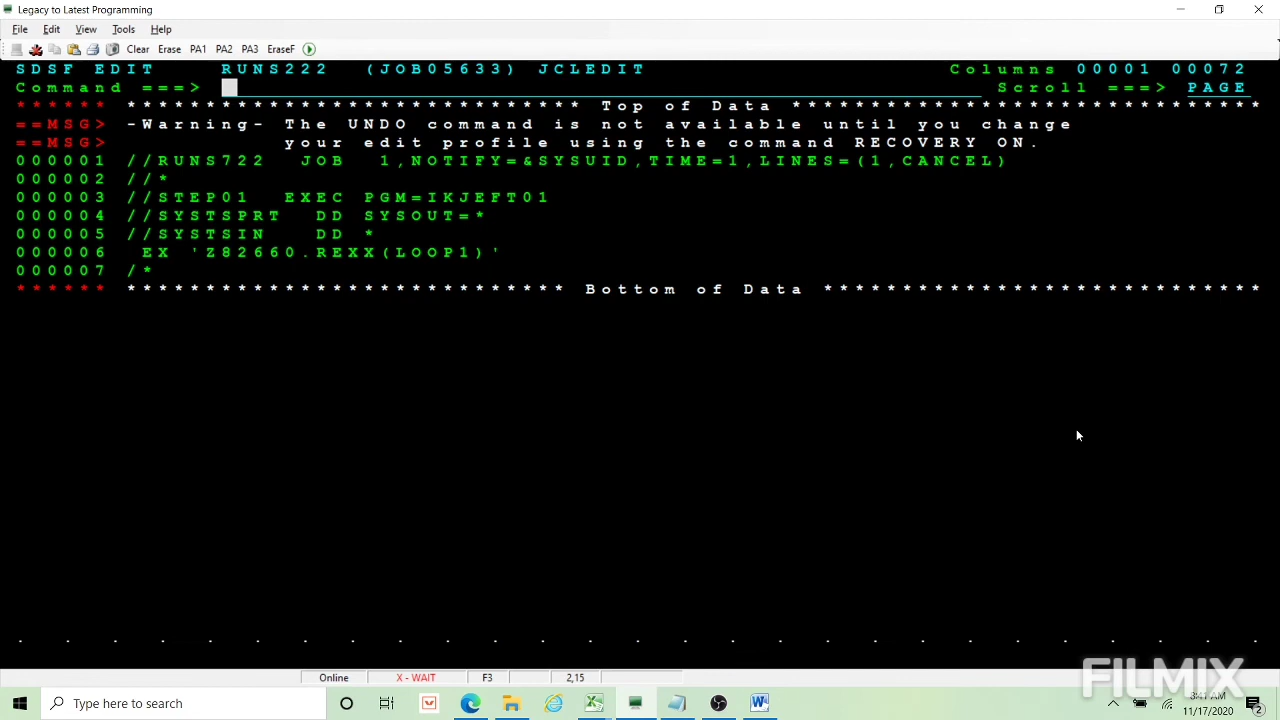 Legacy to Latest Programming
File Edit View Tools Help
Clear Erase PA1 PA2 PA3 EraseF
SDSF EDIT RUNS222 (JOB05633) JCLEDIT Columns 00001 00072
Command ===> Scroll ===> PAGE
****** **************************** Top of Data ******************************
==MSG> -Warning- The UNDO command is not available until you change
==MSG> your edit profile using the command RECOVERY ON.
000001 //RUNS722 JOB 1,NOTIFY=&SYSUID,TIME=1,LINES=(1,CANCEL)
000002 //*
000003 //STEP01 EXEC PGM=IKJEFT01
000004 //SYSTSPRT DD SYSOUT=*
000005 //SYSTSIN DD *
000006 EX 'Z82660.REXX(LOOP1)'
000007 /*
****** **************************** Bottom of Data ****************************
. . . . . . . . . . . . . . . . . . . . . . . . . . .
Online X - WAIT F3 2,15
FILMIX
Type here to search
3:41 AM
11/17/2020
2